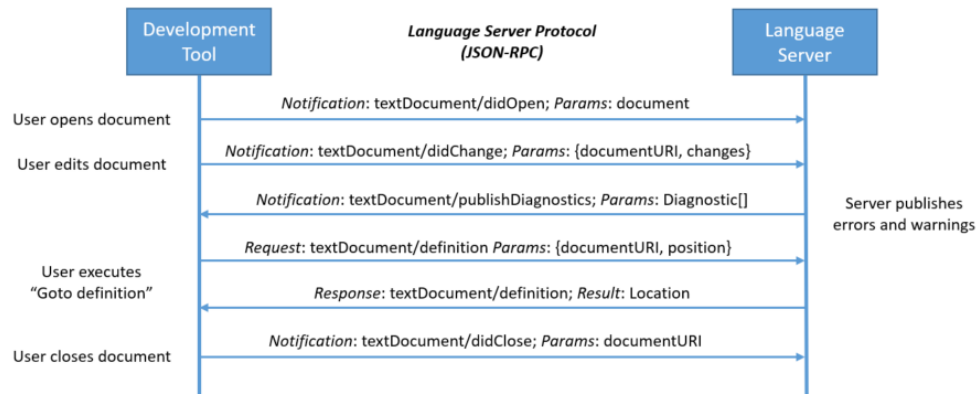 Development
Tool
Language Server Protocol
(JSON-RPC)
Language
Server
Notification: textDocument/didOpen; Params: document
User opens document
Notification: textDocument/didChange; Params: {documentURI, changes}
User edits document
Notification: textDocument/publishDiagnostics; Params: Diagnostic[]
Server publishes
errors and warnings
Request: textDocument/definition Params: {documentURI, position}
User executes
“Goto definition”
Response: textDocument/definition; Result: Location
Notification: textDocument/didClose; Params: documentURI
User closes document